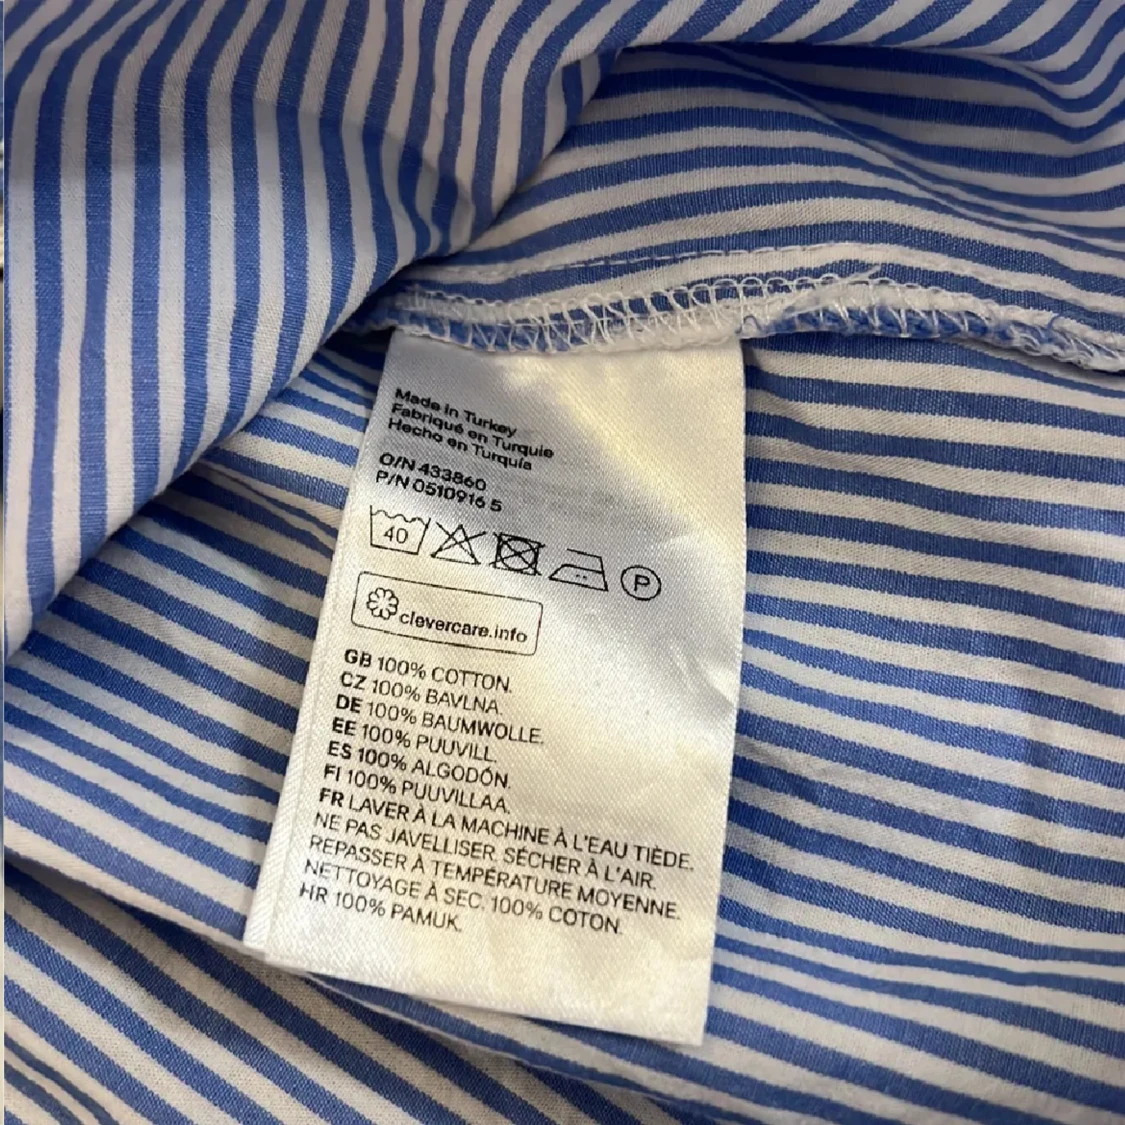 Made in Turkey
Fabriqué en Turquie
Hecho en Turquía
O/N 433860
P/N 0510916 5
40
P
clevercare.info
GB 100% COTTON.
CZ 100% BAVLNA.
DE 100% BAUMWOLLE.
EE 100% PUUVILL.
ES 100% ALGODÓN.
FI 100% PUUVILLAA.
FR LAVER À LA MACHINE À L'EAU TIÈDE.
NE PAS JAVELLISER. SÉCHER À L'AIR.
REPASSER À TEMPÉRATURE MOYENNE.
NETTOYAGE À SEC. 100% COTON.
HR 100% PAMUK.